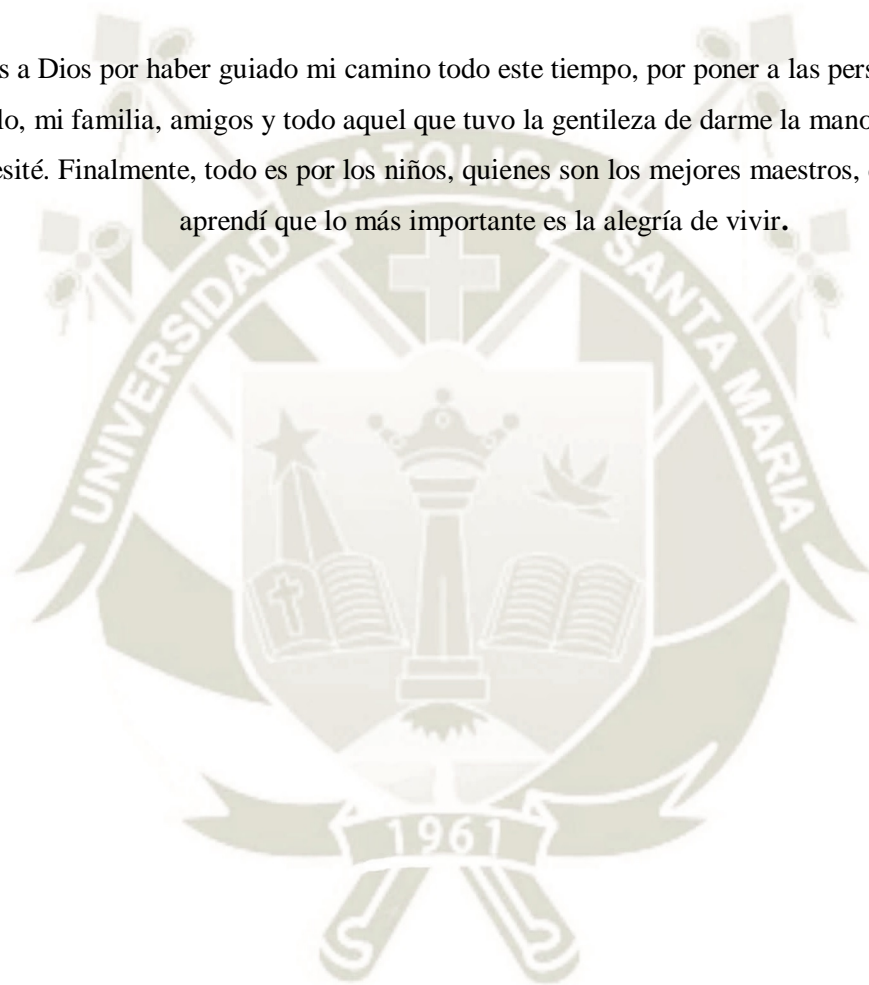 s a Dios por haber guiado mi camino todo este tiempo, por poner a las pers
lo, mi familia, amigos y todo aquel que tuvo la gentileza de darme la mano
esité. Finalmente, todo es por los niños, quienes son los mejores maestros,
aprendí que lo más importante es la alegría de vivir.
UNIVERSIDAD CATOLICA SANTA MARIA
1961